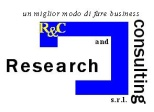 un miglior modo di fare business
R&C
and
Research
consulting
s.r.l.